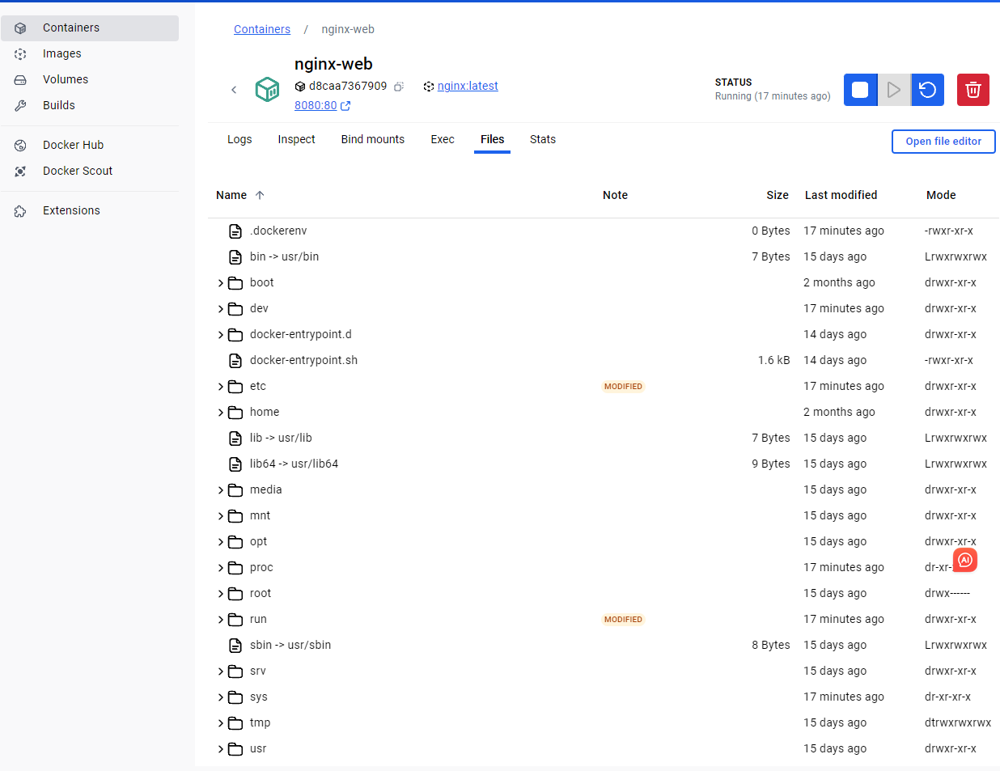 Containers
Images
Volumes
Builds
Docker Hub
Docker Scout
Extensions
Containers / nginx-web
nginx-web
d8caa7367909 nginx:latest
8080:80
STATUS
Running (17 minutes ago)
Logs Inspect Bind mounts Exec Files Stats
Open file editor
Name Note Size Last modified Mode
.dockerenv 0 Bytes 17 minutes ago -rwxr-xr-x
bin -> usr/bin 7 Bytes 15 days ago Lrwxrwxrwx
boot 2 months ago drwxr-xr-x
dev 17 minutes ago drwxr-xr-x
docker-entrypoint.d 14 days ago drwxr-xr-x
docker-entrypoint.sh 1.6 kB 14 days ago -rwxr-xr-x
etc MODIFIED 17 minutes ago drwxr-xr-x
home 2 months ago drwxr-xr-x
lib -> usr/lib 7 Bytes 15 days ago Lrwxrwxrwx
lib64 -> usr/lib64 9 Bytes 15 days ago Lrwxrwxrwx
media 15 days ago drwxr-xr-x
mnt 15 days ago drwxr-xr-x
opt 15 days ago drwxr-xr-x
proc 17 minutes ago dr-xr- AI
root 15 days ago drwx------
run MODIFIED 17 minutes ago drwxr-xr-x
sbin -> usr/sbin 8 Bytes 15 days ago Lrwxrwxrwx
srv 15 days ago drwxr-xr-x
sys 17 minutes ago dr-xr-xr-x
tmp 15 days ago dtrwxrwxrwx
usr 15 days ago drwxr-xr-x